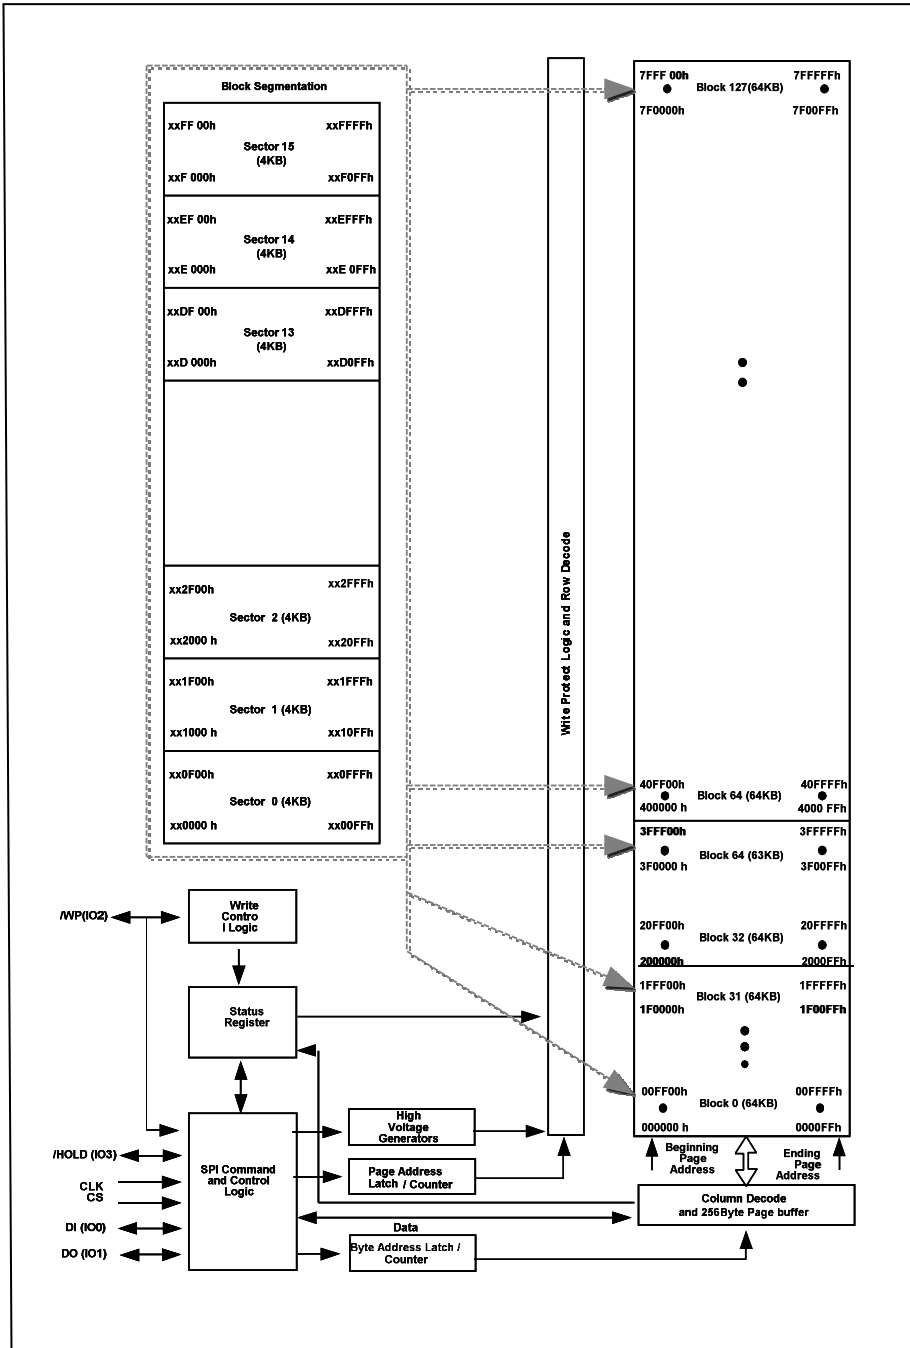 Block Segmentation
xxFF 00h
xxFFFFh
Sector 15
(4KB)
xxF 000h
xxF0FFh
xxEF 00h
xxEFFFh
Sector 14
(4KB)
xxE 000h
xxE 0FFh
xxDF 00h
xxDFFFh
Sector 13
(4KB)
xxD 000h
xxD0FFh
xx2F00h
xx2FFFh
Sector 2 (4KB)
xx2000 h
xx20FFh
xx1F00h
xx1FFFh
Sector 1 (4KB)
xx1000 h
xx10FFh
xx0F00h
xx0FFFh
Sector 0 (4KB)
xx0000 h
xx00FFh
Write Protect Logic and Row Decode
7FFF 00h
7FFFFFh
Block 127(64KB)
7F0000h
7F00FFh
40FF00h
40FFFFh
Block 64 (64KB)
400000 h
4000 FFh
3FFF00h
3FFFFFh
Block 64 (63KB)
3F0000 h
3F00FFh
20FF00h
20FFFFh
Block 32 (64KB)
200000h
2000FFh
1FFF00h
1FFFFFh
Block 31 (64KB)
1F0000h
1F00FFh
00FF00h
00FFFFh
Block 0 (64KB)
000000 h
0000FFh
Beginning
Page
Address
Ending
Page
Address
Column Decode
and 256Byte Page buffer
/WP(IO2)
Write
Contro
l Logic
Status
Register
High
Voltage
Generators
/HOLD (IO3)
SPI Command
and Control
Logic
Page Address
Latch / Counter
CLK
CS
DI (IO0)
DO (IO1)
Data
Byte Address Latch /
Counter